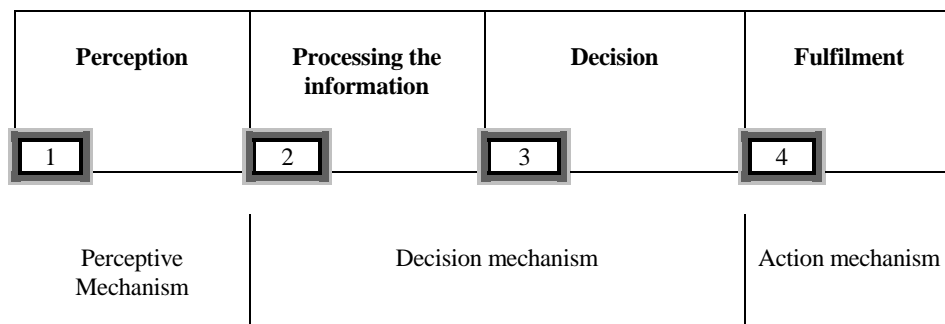 Perception
Processing the
information
Decision
Fulfilment
1
2
3
4
Perceptive
Mechanism
Decision mechanism
Action mechanism